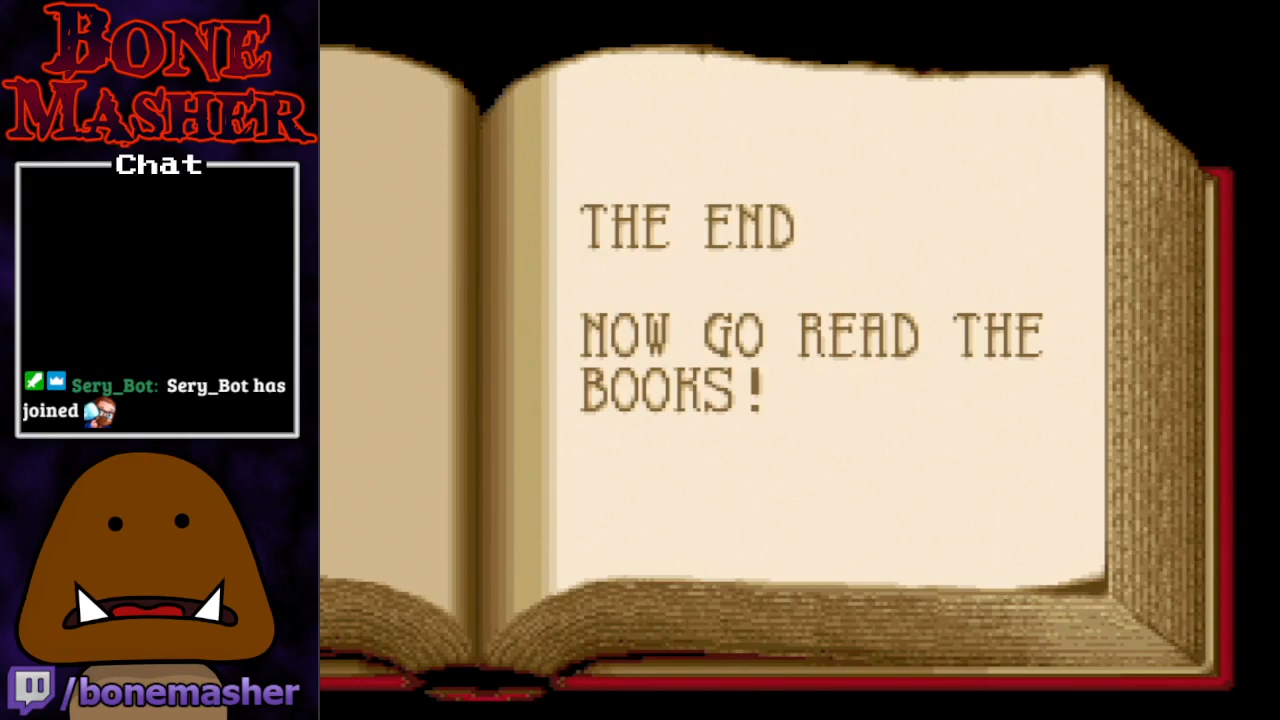 BONE
MASHER
Chat
Sery_Bot: Sery_Bot has
joined
/bonemasher
THE END
NOW GO READ THE
BOOKS!